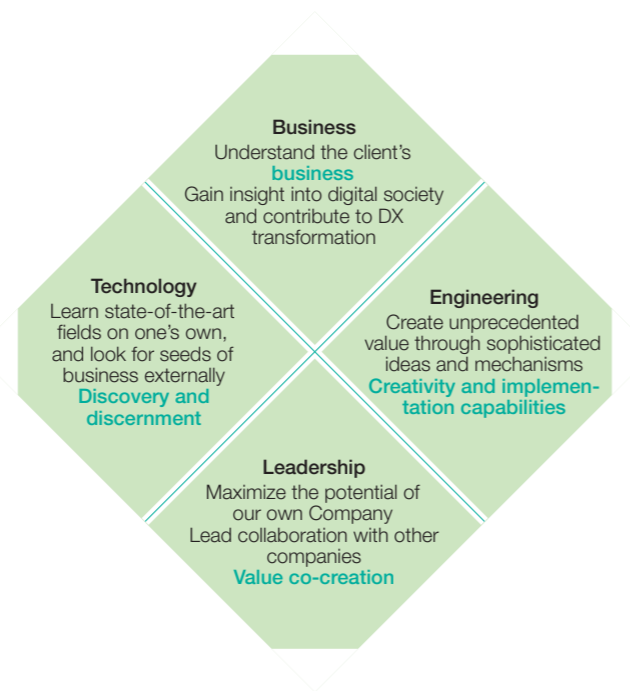 Business
Understand the client’s
business
Gain insight into digital society
and contribute to DX
transformation
Technology
Learn state-of-the-art
fields on one’s own,
and look for seeds of
business externally
Discovery and
discernment
Engineering
Create unprecedented
value through sophisticated
ideas and mechanisms
Creativity and implemen-
tation capabilities
Leadership
Maximize the potential of
our own Company
Lead collaboration with other
companies
Value co-creation